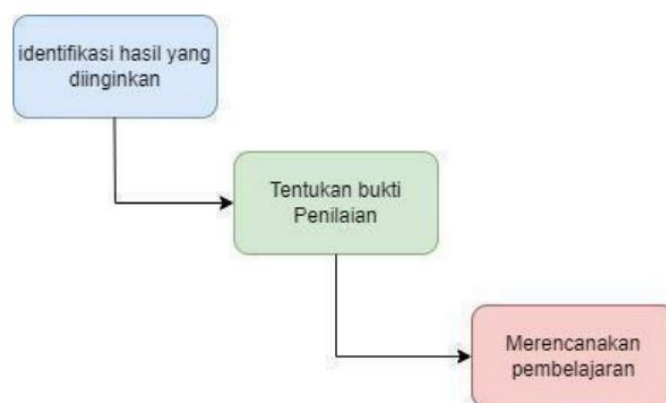 identifikasi hasil yang
diinginkan
Tentukan bukti
Penilaian
Merencanakan
pembelajaran